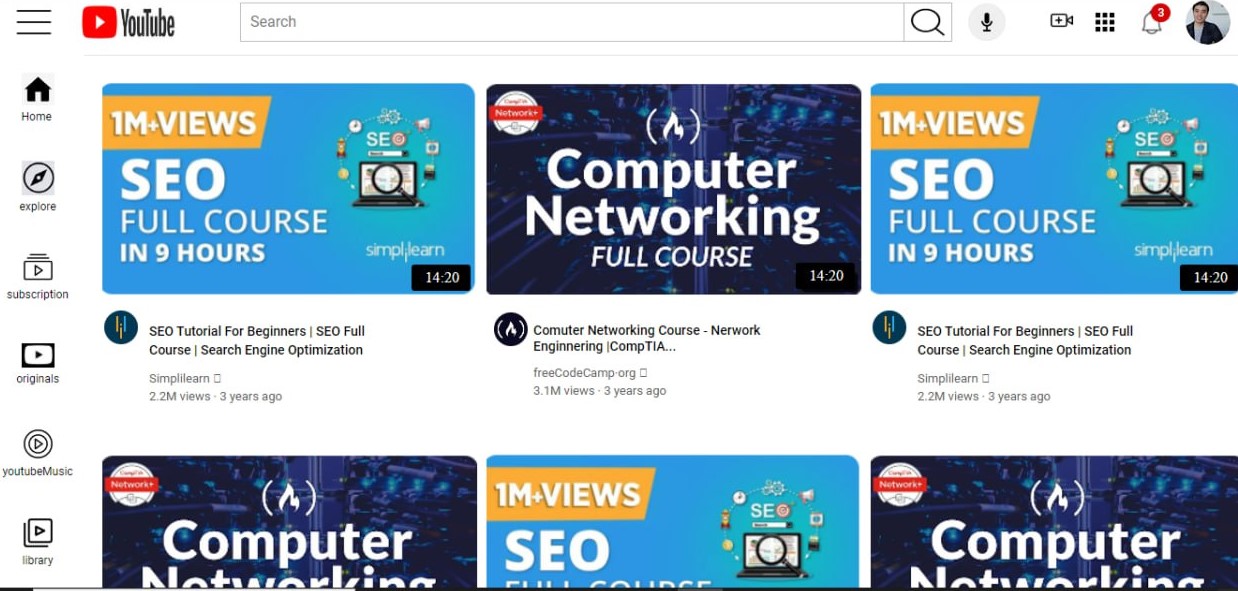 YouTube
Search
3
Home
explore
subscription
originals
youtubeMusic
library
1M+VIEWS
SEO
SEO
FULL COURSE
IN 9 HOURS
simplilearn
14:20
SEO Tutorial For Beginners | SEO Full
Course | Search Engine Optimization
Simplilearn
2.2M views · 3 years ago
CompTIA
Network+
Computer
Networking
FULL COURSE
14:20
Comuter Networking Course - Nerwork
Enginnering |CompTIA...
freeCodeCamp·org
3.1M views · 3 years ago
1M+VIEWS
SEO
SEO
FULL COURSE
IN 9 HOURS
simplilearn
14:20
SEO Tutorial For Beginners | SEO Full
Course | Search Engine Optimization
Simplilearn
2.2M views · 3 years ago
CompTIA
Network+
Computer
Networking
1M+VIEWS
SEO
SEO
FULL COURSE
CompTIA
Network+
Computer
Networking